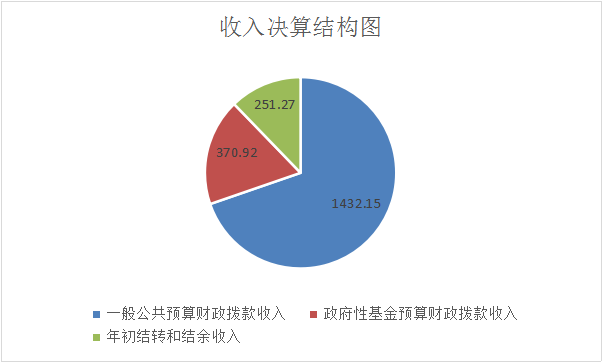 收入决算结构图
251.27
370.92
1432.15
一般公共预算财政拨款收入 政府性基金预算财政拨款收入
年初结转和结余收入